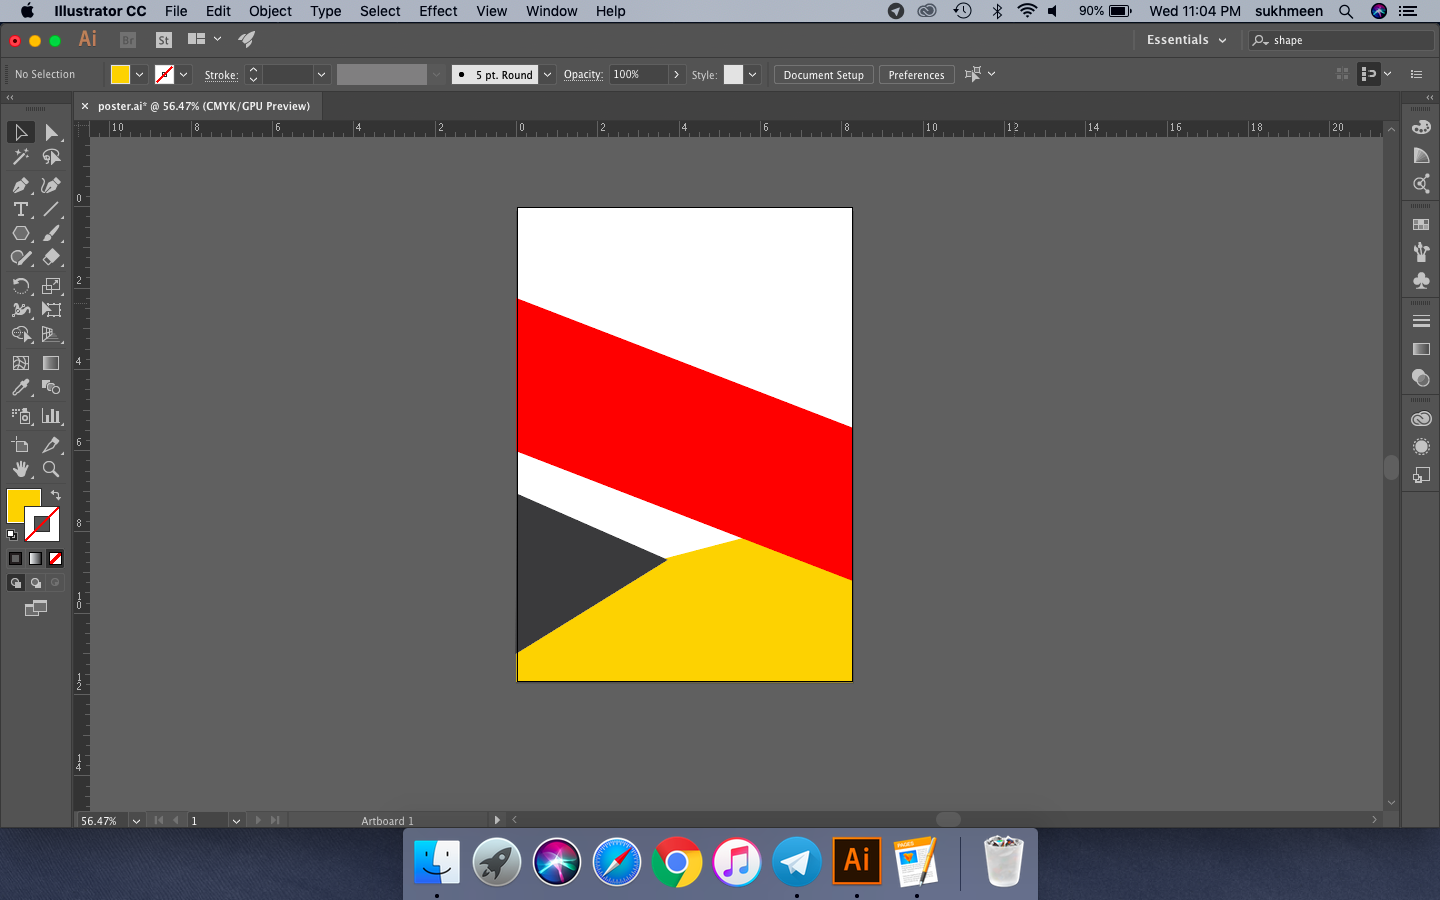 Illustrator CC File Edit Object Type Select Effect View Window Help 90% Wed 11:04 PM sukhmeen
Ai Br St Essentials shape
No Selection Stroke: 5 pt. Round Opacity: 100% Style: Document Setup Preferences
× poster.ai* @ 56.47% (CMYK/GPU Preview)
10 8 6 4 2 0 2 4 6 8 10 12 14 16 18 20
0
2
4
6
8
10
12
14
56.47% 1 Artboard 1
PAGES
Ai